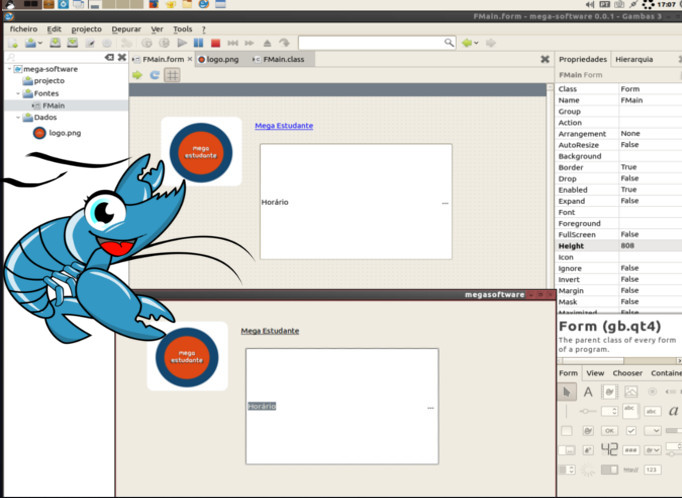 PT
17:07
FMain.form - mega-software 0.0.1 - Gambas 3
ficheiro Edit projecto Depurar Ver Tools ?
FMain.form logo.png FMain.class
mega-software
projecto
Fontes
FMain
Dados
logo.png
mega
estudante
Mega Estudante
Horário
...
megasoftware
mega
estudante
Mega Estudante
Horário
...
Propriedades Hierarquia
FMain Form
Class Form
Name FMain
Group
Action
Arrangement None
AutoResize False
Background
Border True
Drop False
Enabled True
Expand False
Font
Foreground
FullScreen False
Height 808
Icon
Ignore False
Invert False
Margin False
Mask False
Maximized False
Form (gb.qt4)
The parent class of every form
of a program.
Form View Chooser Containe
A
abc abc a
OK
42
123